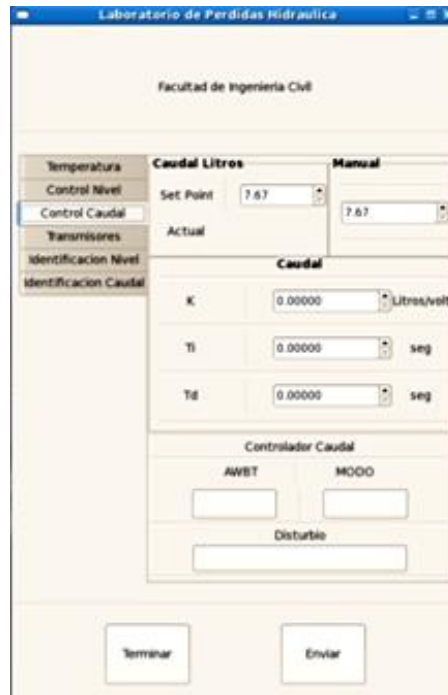 Laboratorio de Perdidas Hidraulica
Facultad de Ingeniería Civil
Temperatura
Control Nivel
Control Caudal
Transmisores
Identificacion Nivel
Identificacion Caudal
Caudal Litros
Set Point 7.67
Actual
Manual
7.67
Caudal
K 0.00000 Litros/volt
Ti 0.00000 seg
Td 0.00000 seg
Controlador Caudal
AWBT MODO
Disturbio
Terminar Enviar